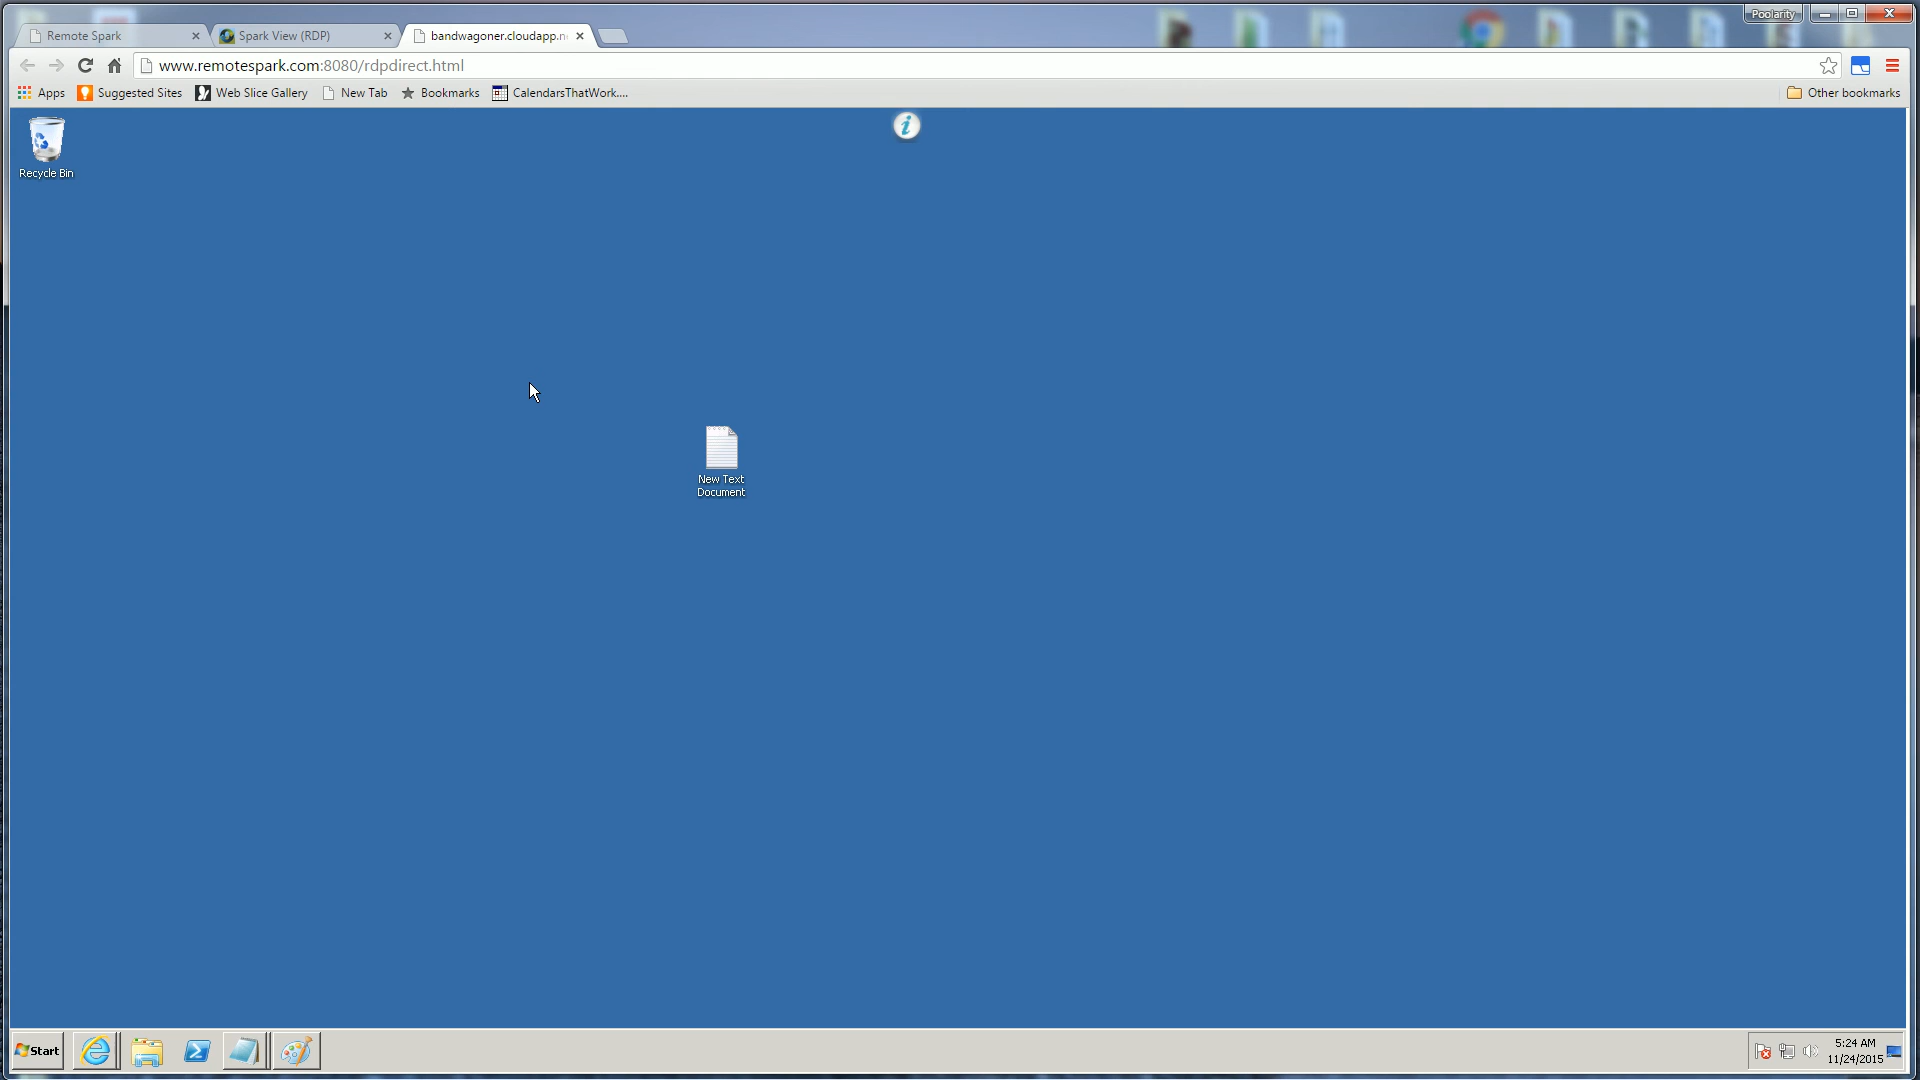 Poolarity
Remote Spark
Spark View (RDP)
bandwagoner.cloudapp.n
www.remotespark.com:8080/rdpdirect.html
Apps
Suggested Sites
Web Slice Gallery
New Tab
Bookmarks
CalendarsThatWork....
Other bookmarks
Recycle Bin
New Text
Document
Start
5:24 AM
11/24/2015